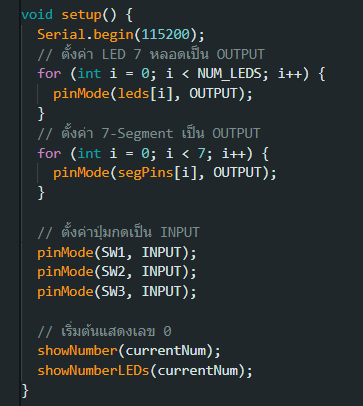 void setup() {
  Serial.begin(115200);
  // ตั้งค่า LED 7 หลอดเป็น OUTPUT
  for (int i = 0; i < NUM_LEDS; i++) {
    pinMode(leds[i], OUTPUT);
  }
  // ตั้งค่า 7-Segment เป็น OUTPUT
  for (int i = 0; i < 7; i++) {
    pinMode(segPins[i], OUTPUT);
  }

  // ตั้งค่าปุ่มกดเป็น INPUT
  pinMode(SW1, INPUT);
  pinMode(SW2, INPUT);
  pinMode(SW3, INPUT);

  // เริ่มต้นแสดงเลข 0
  showNumber(currentNum);
  showNumberLEDs(currentNum);
}